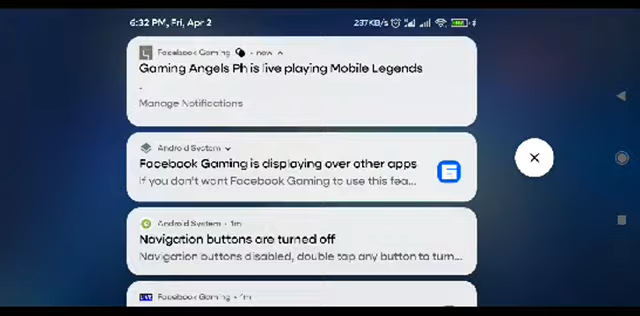 6:32 PM, Fri, Apr 2 237KB/s
Facebook Gaming • now
Gaming Angels Ph is live playing Mobile Legends
.
Manage Notifications
Android System
Facebook Gaming is displaying over other apps
If you don't want Facebook Gaming to use this fea...
Android System • 1m
Navigation buttons are turned off
Navigation buttons disabled, double tap any button to turn...
LIVE Facebook Gaming • 1m